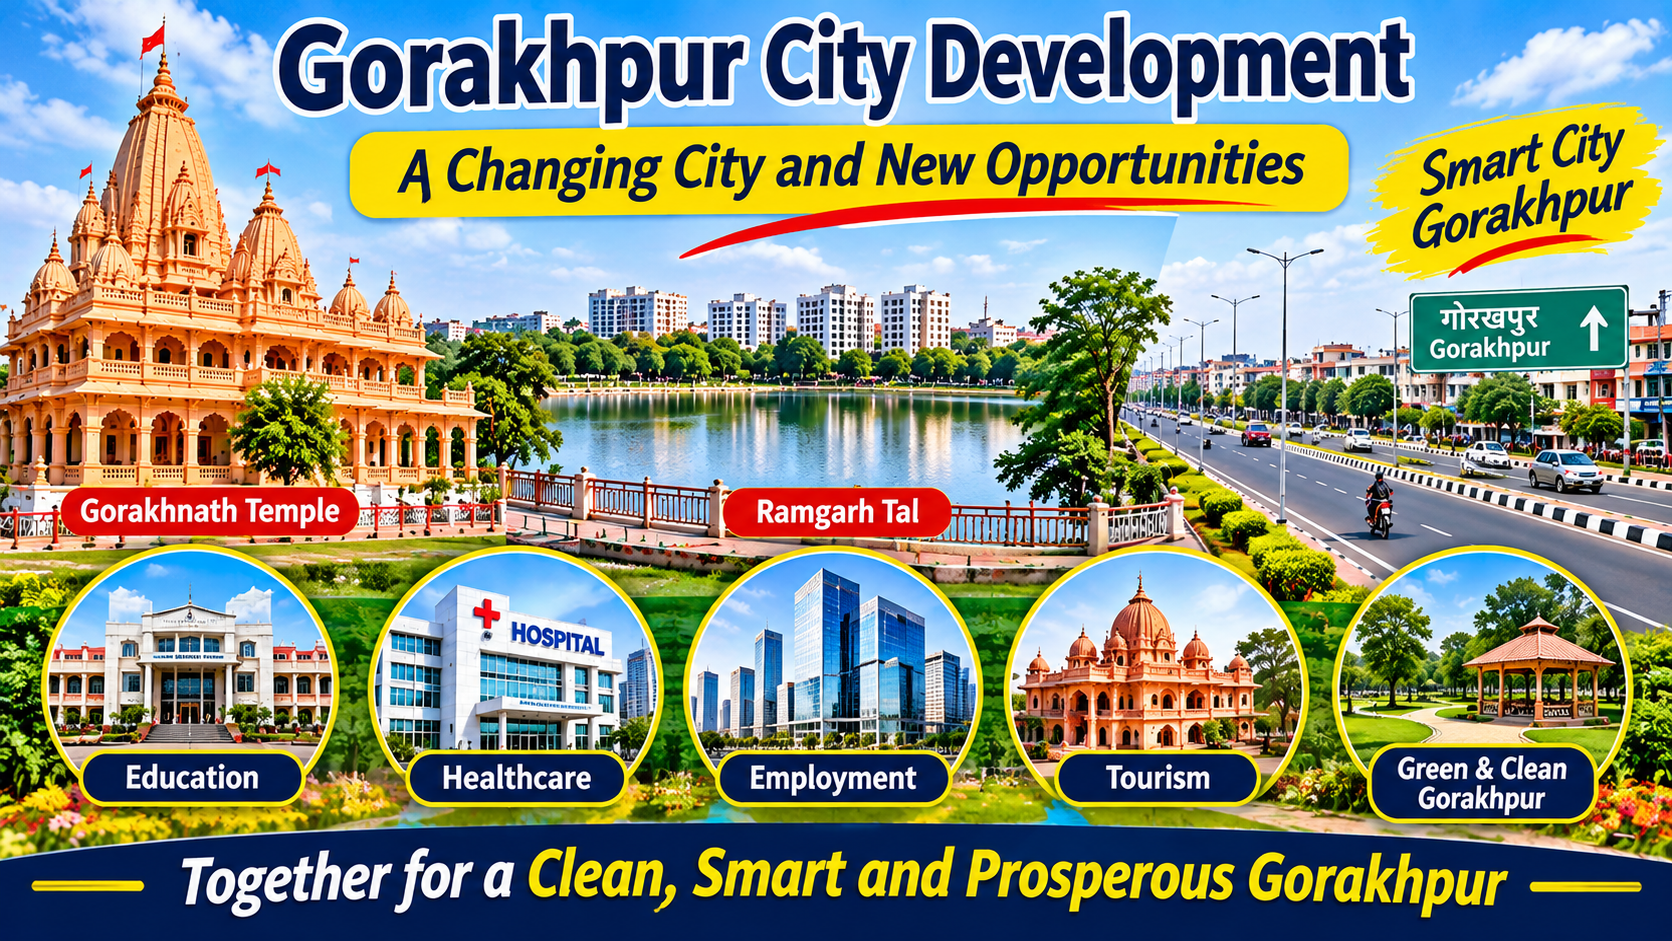 Gorakhpur City Development
A Changing City and New Opportunities
Smart City
Gorakhpur
गोरखपुर
Gorakhpur
Gorakhnath Temple
Ramgarh Tal
HOSPITAL
Education
Healthcare
Employment
Tourism
Green & Clean
Gorakhpur
Together for a Clean, Smart and Prosperous Gorakhpur